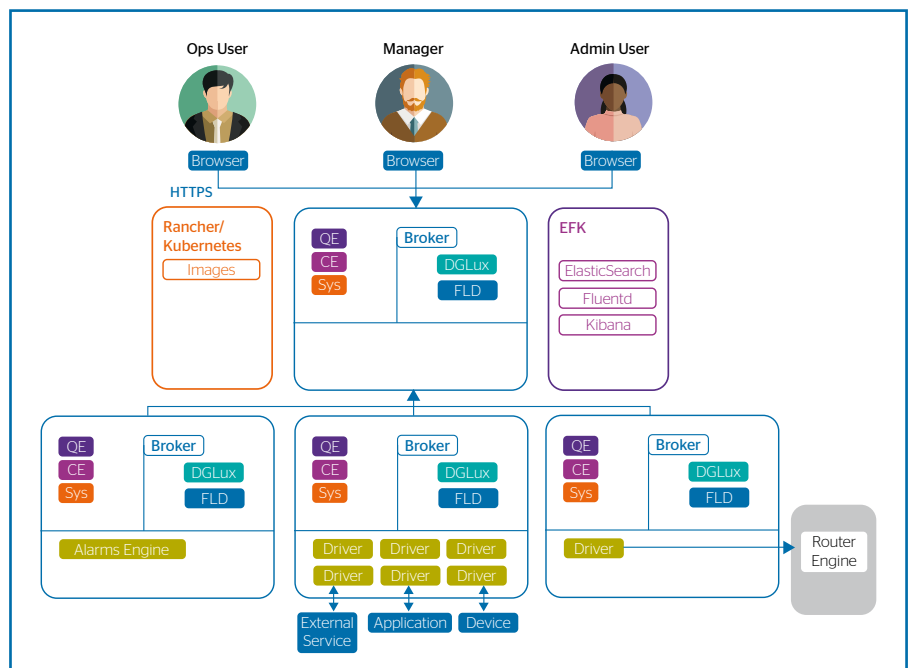 Ops User
Manager
Admin User
Browser
Browser
Browser
HTTPS
Rancher/
Kubernetes
Images
QE
CE
Sys
Broker
DGLux
FLD
EFK
ElasticSearch
Fluentd
Kibana
QE
CE
Sys
Broker
DGLux
FLD
Alarms Engine
QE
CE
Sys
Broker
DGLux
FLD
Driver
Driver
Driver
Driver
Driver
Driver
External
Service
Application
Device
QE
CE
Sys
Broker
DGLux
FLD
Driver
Router
Engine